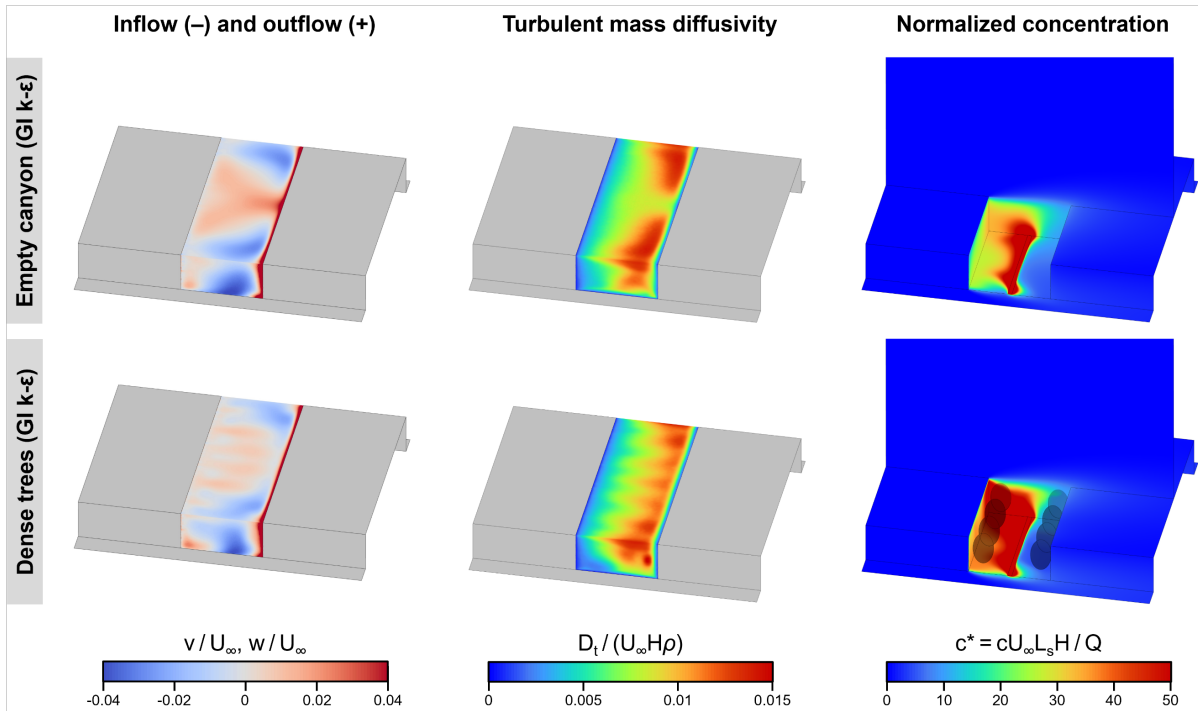 Inflow (–) and outflow (+)
Turbulent mass diffusivity
Normalized concentration
Empty canyon (GI k-ε)
Dense trees (GI k-ε)
v / U∞, w / U∞
-0.04 -0.02 0 0.02 0.04
Dt / (U∞Hρ)
0 0.005 0.01 0.015
c* = cU∞LsH / Q
0 10 20 30 40 50